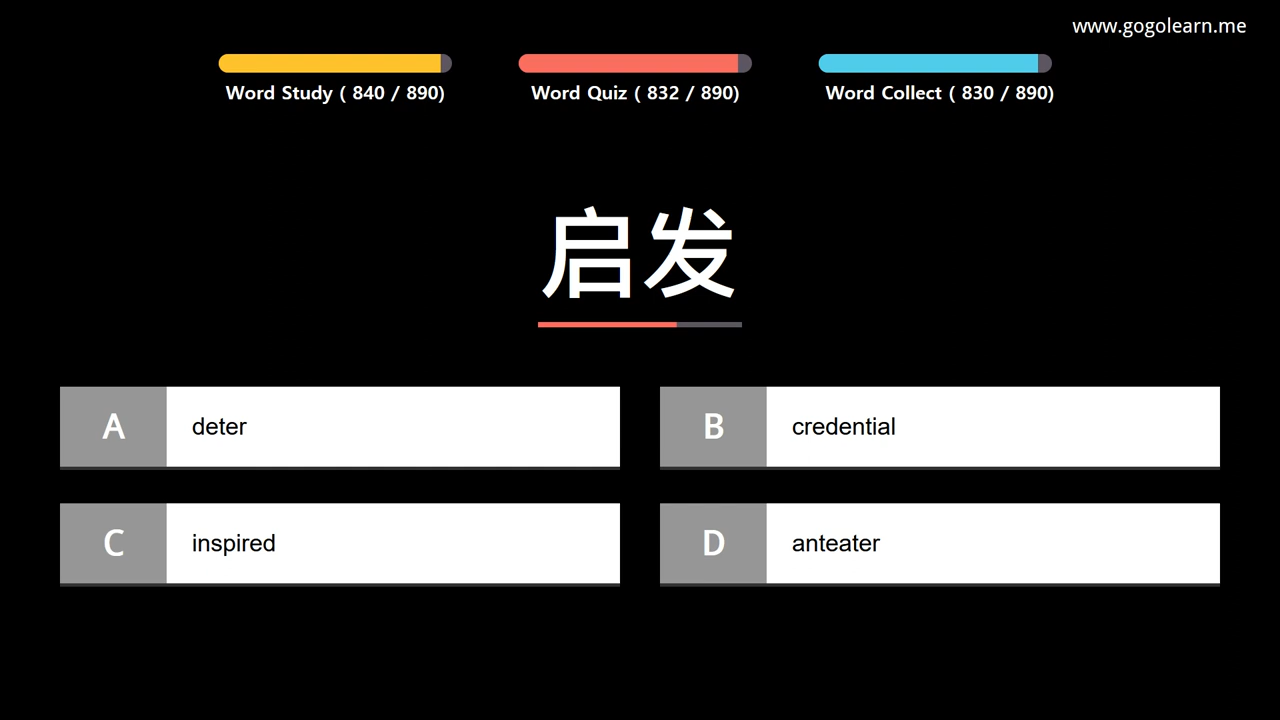 www.gogolearn.me
Word Study ( 840 / 890)
Word Quiz ( 832 / 890)
Word Collect ( 830 / 890)
启发
A deter
B credential
C inspired
D anteater